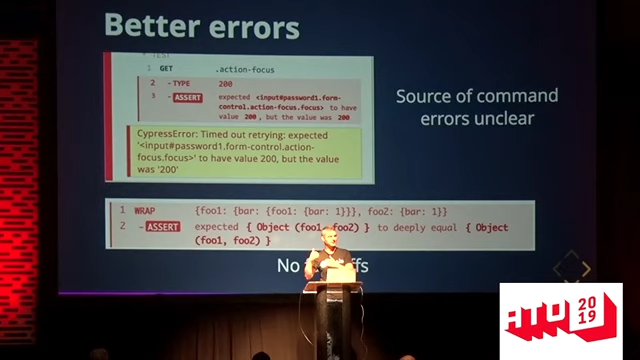 Better errors
1 GET .action-focus
2 - TYPE 200
3 - ASSERT expected <input#password1.form-
control.action-focus.focus> to have
value 200, but the value was 200
CypressError: Timed out retrying: expected
'<input#password1.form-control.action-
focus.focus>' to have value 200, but the value
was '200'
Source of command
errors unclear
1 WRAP {foo1: {bar: {foo1: {bar: 1}}}, foo2: {bar: 1}}
2 - ASSERT expected { Object (foo1, foo2) } to deeply equal { Object
(foo1, foo2) }
No
ATO 2019